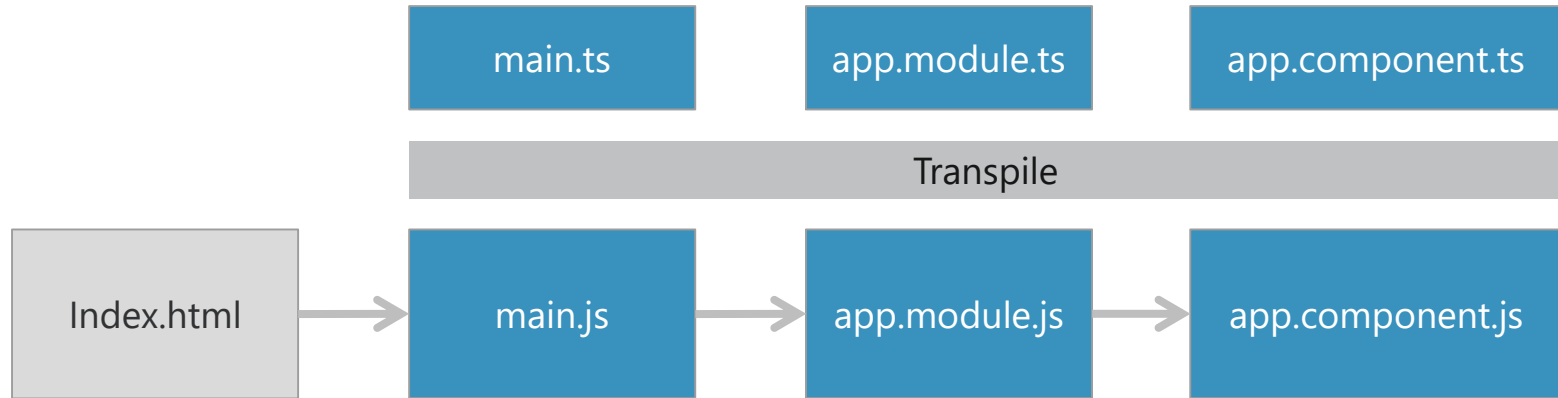 main.ts
app.module.ts
app.component.ts
Transpile
Index.html
main.js
app.module.js
app.component.js